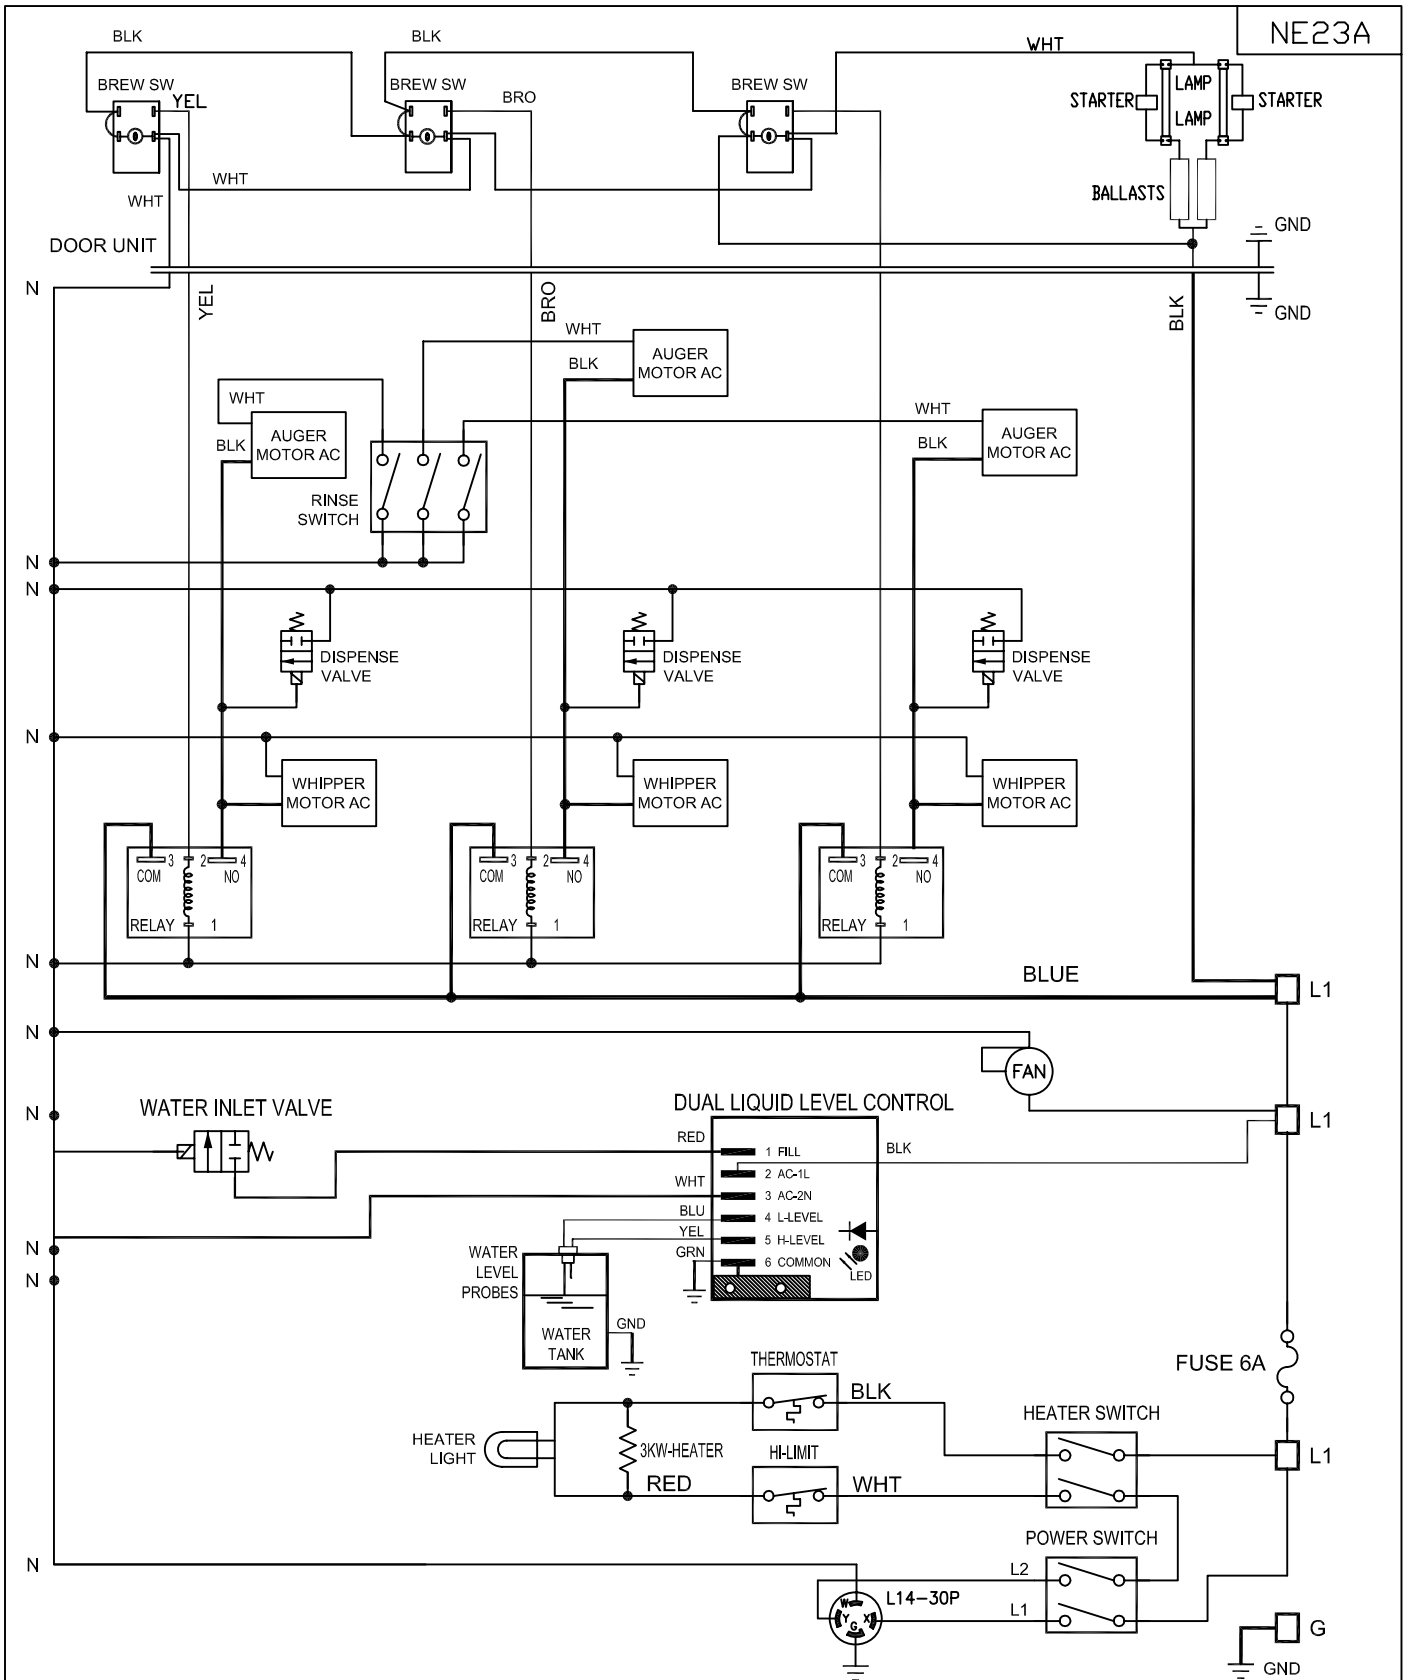 NE23A
BLK
BLK
WHT
BREW SW
BREW SW
BREW SW
YEL
BRO
STARTER
LAMP
LAMP
STARTER
WHT
WHT
BALLASTS
DOOR UNIT
GND
N
YEL
BRO
BLK
GND
WHT
BLK
AUGER
MOTOR AC
WHT
BLK
AUGER
MOTOR AC
WHT
BLK
AUGER
MOTOR AC
RINSE
SWITCH
N
N
DISPENSE
VALVE
DISPENSE
VALVE
DISPENSE
VALVE
N
WHIPPER
MOTOR AC
WHIPPER
MOTOR AC
WHIPPER
MOTOR AC
3 2 4
COM NO
RELAY 1
3 2 4
COM NO
RELAY 1
3 2 4
COM NO
RELAY 1
N
BLUE
L1
N
FAN
N
WATER INLET VALVE
DUAL LIQUID LEVEL CONTROL
L1
RED
1 FILL
BLK
2 AC-1L
WHT
3 AC-2N
BLU
4 L-LEVEL
YEL
5 H-LEVEL
GRN
6 COMMON
LED
N
N
WATER
LEVEL
PROBES
WATER
TANK
GND
FUSE 6A
THERMOSTAT
BLK
HEATER SWITCH
HEATER
LIGHT
3KW-HEATER
HI-LIMIT
L1
RED
WHT
POWER SWITCH
N
L2
L14-30P
L1
W
Y
G
X
G
GND